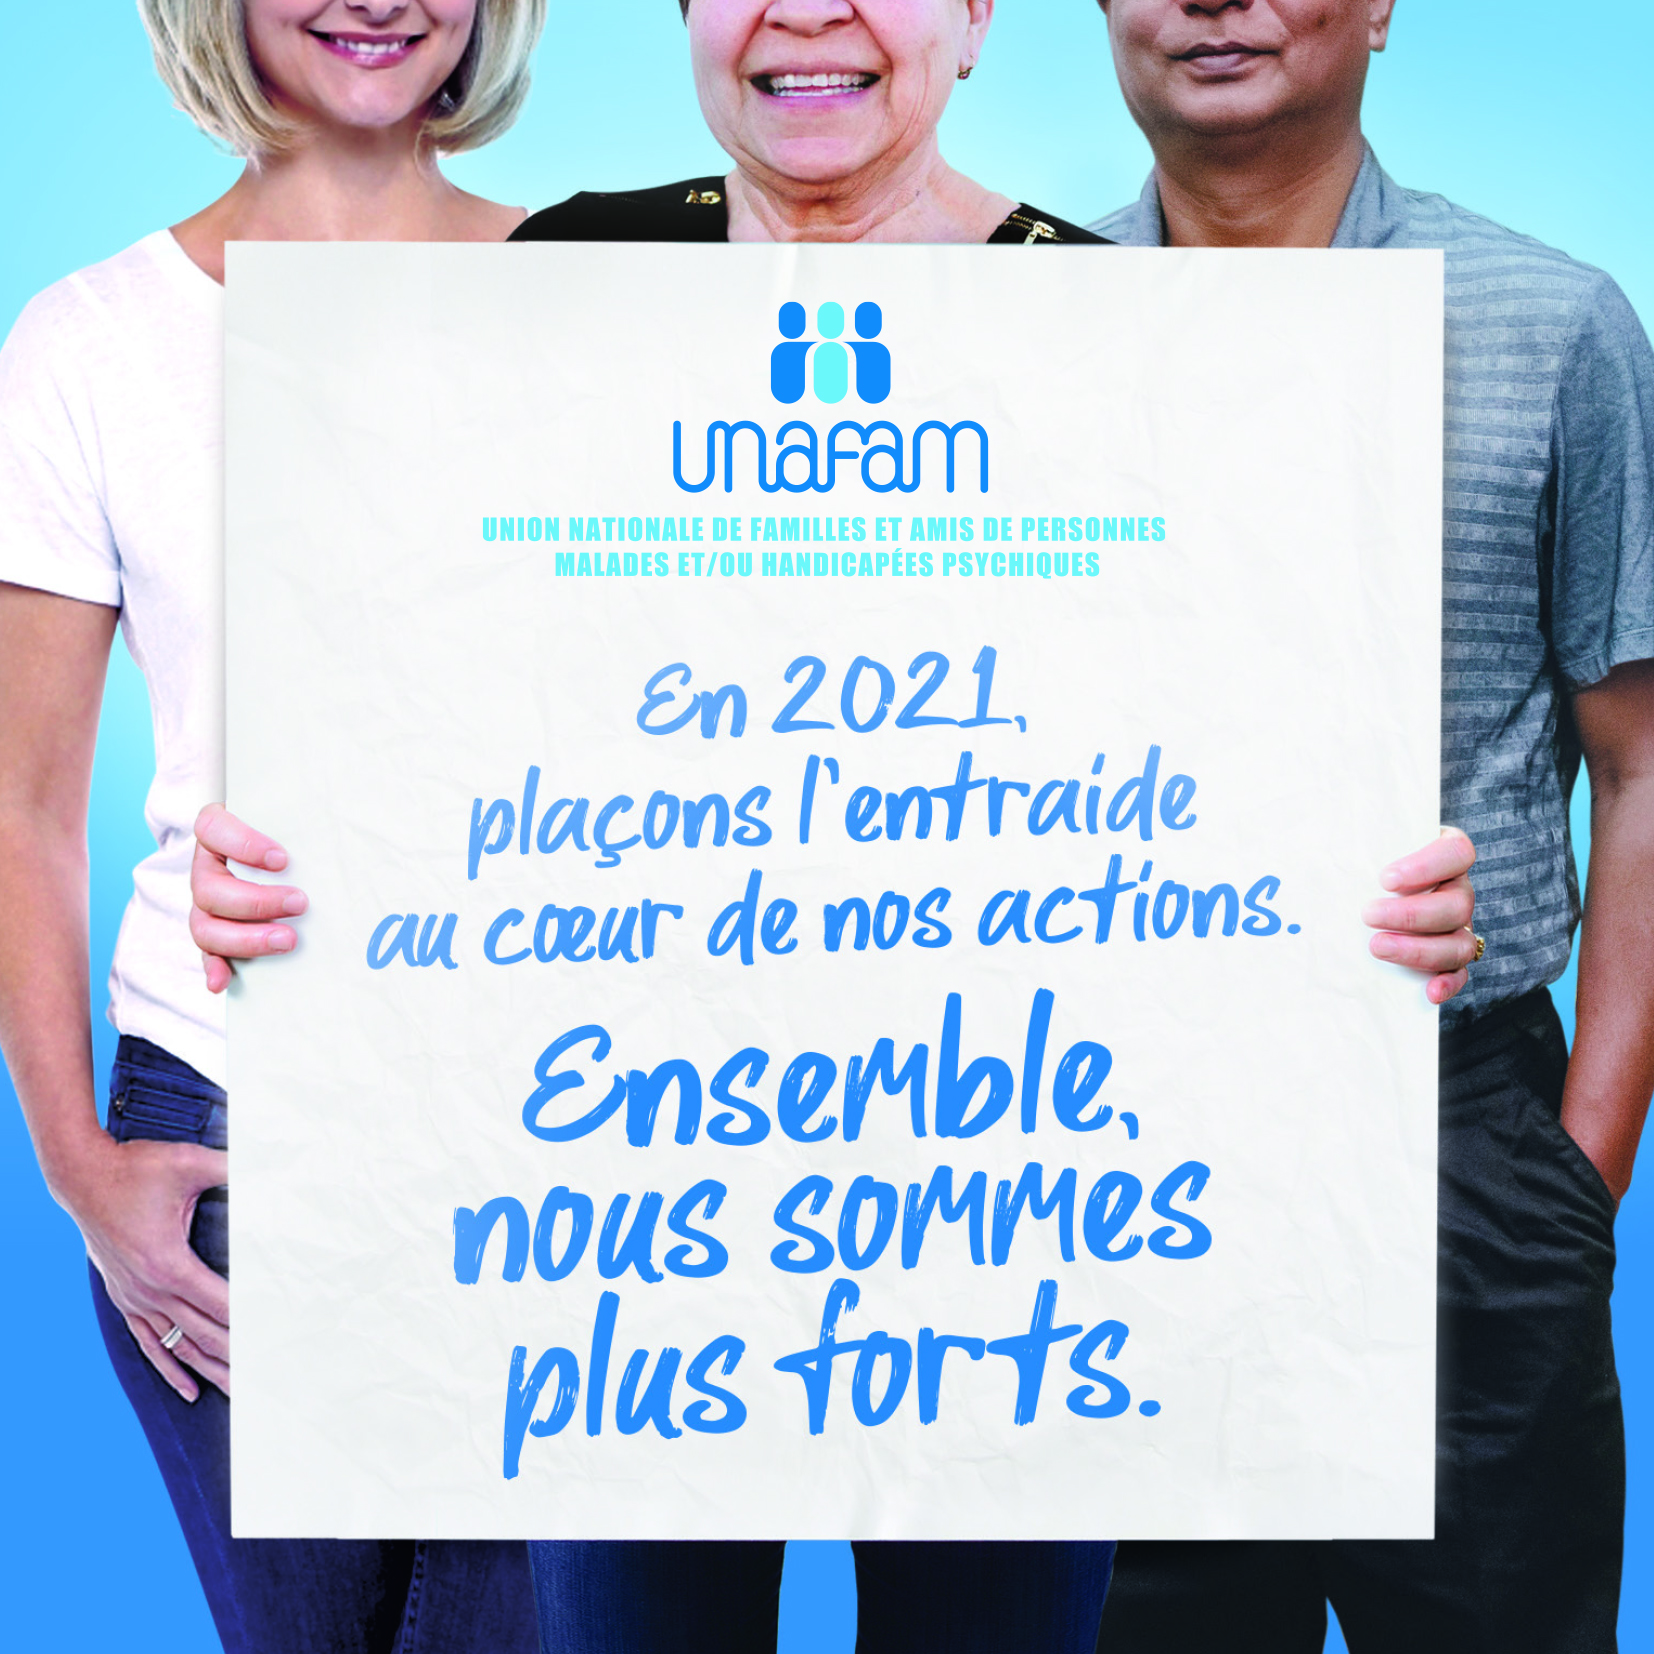 unafam
UNION NATIONALE DE FAMILLES ET AMIS DE PERSONNES
MALADES ET/OU HANDICAPÉES PSYCHIQUES
En 2021,
plaçons l'entraide
au cœur de nos actions.
Ensemble,
nous sommes
plus forts.